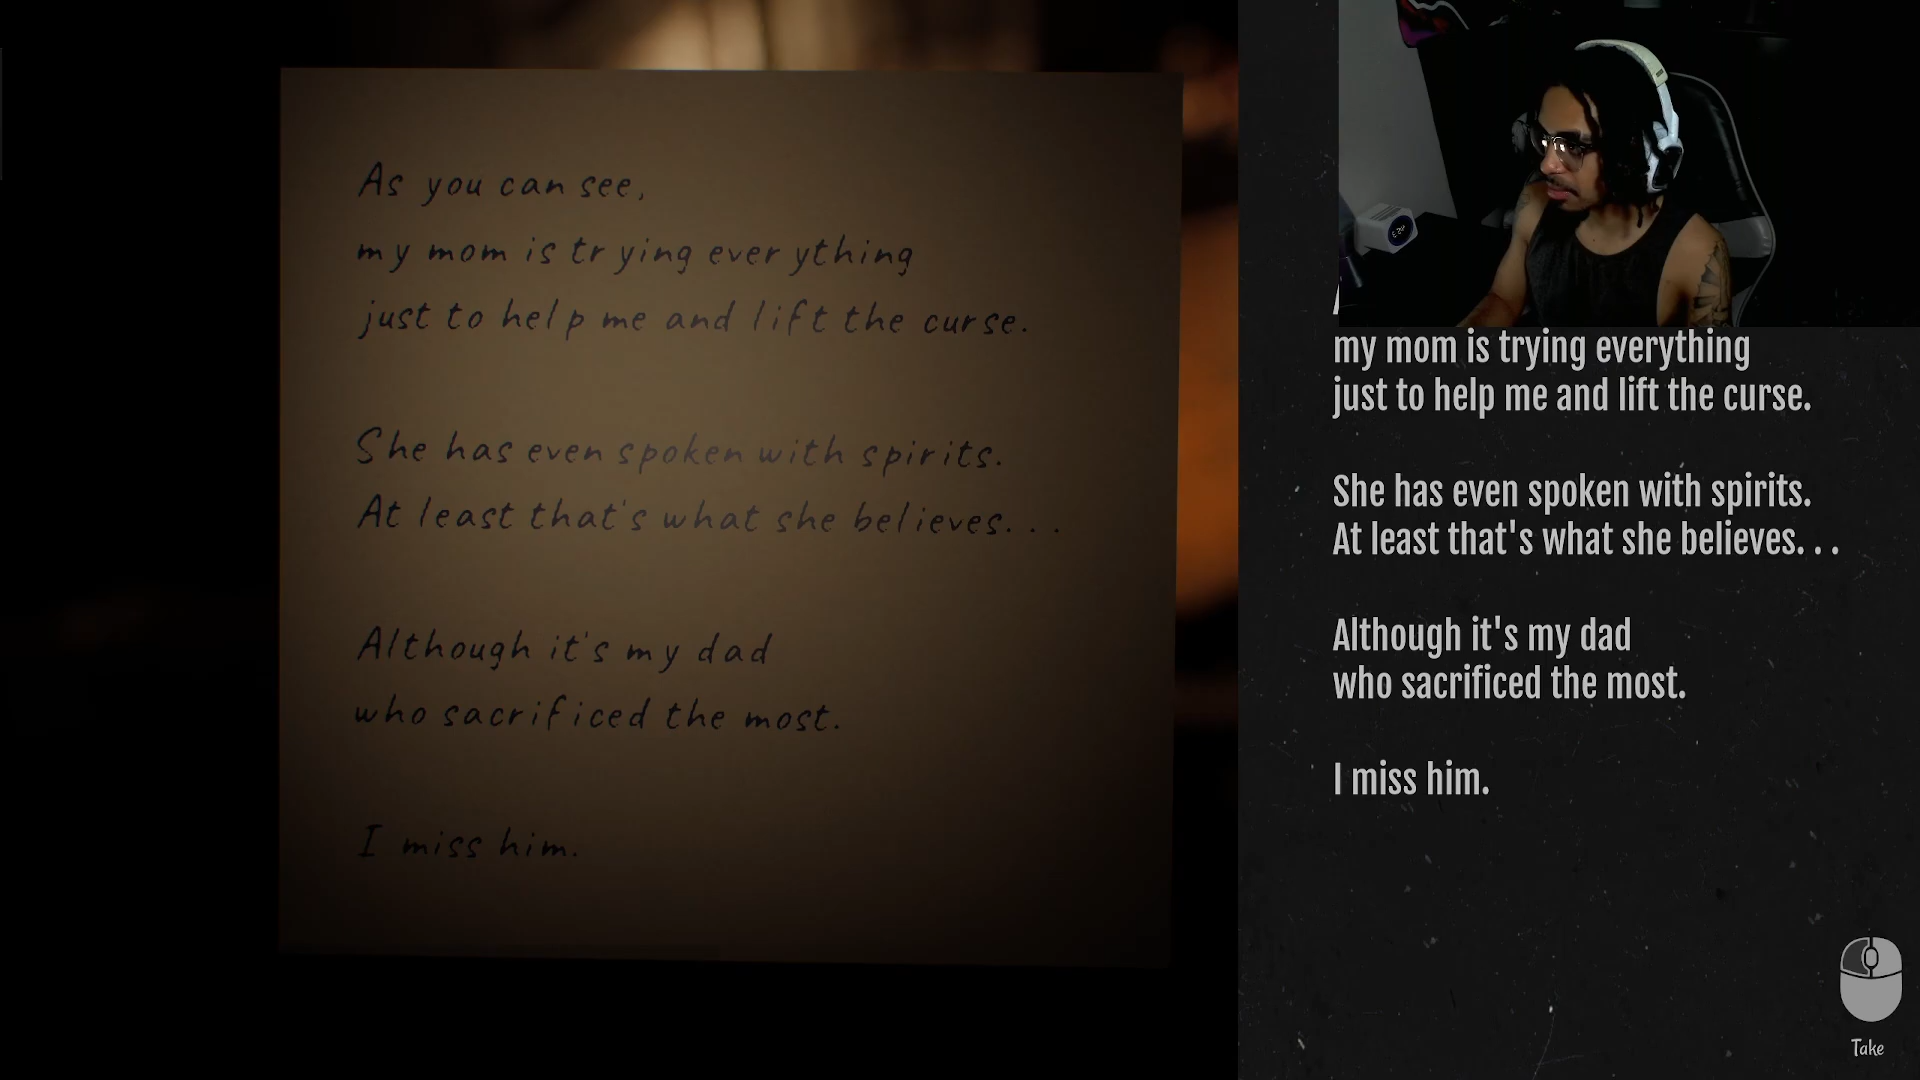 As you can see,
my mom is trying everything
just to help me and lift the curse.
She has even spoken with spirits.
At least that's what she believes. . .
Although it's my dad
who sacrificed the most.
I miss him.
my mom is trying everything
just to help me and lift the curse.
She has even spoken with spirits.
At least that's what she believes. . .
Although it's my dad
who sacrificed the most.
I miss him.
Take